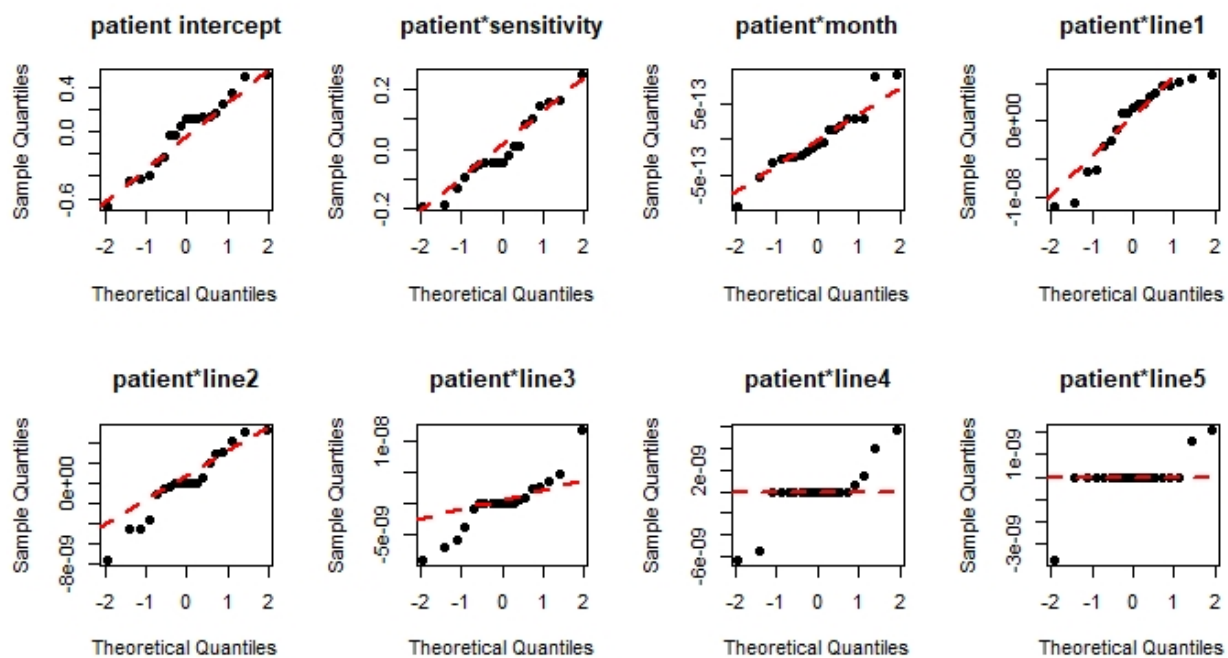 patient intercept
patient*sensitivity
patient*month
patient*line1
Sample Quantiles
-0.6
0.0
0.4
-2
-1
0
1
2
Theoretical Quantiles
Sample Quantiles
-0.2
0.0
0.2
-2
-1
0
1
2
Theoretical Quantiles
Sample Quantiles
-5e-13
5e-13
-2
-1
0
1
2
Theoretical Quantiles
Sample Quantiles
-1e-08
0e+00
-2
-1
0
1
2
Theoretical Quantiles
patient*line2
patient*line3
patient*line4
patient*line5
Sample Quantiles
-8e-09
0e+00
-2
-1
0
1
2
Theoretical Quantiles
Sample Quantiles
-5e-09
1e-08
-2
-1
0
1
2
Theoretical Quantiles
Sample Quantiles
-6e-09
2e-09
-2
-1
0
1
2
Theoretical Quantiles
Sample Quantiles
-3e-09
1e-09
-2
-1
0
1
2
Theoretical Quantiles